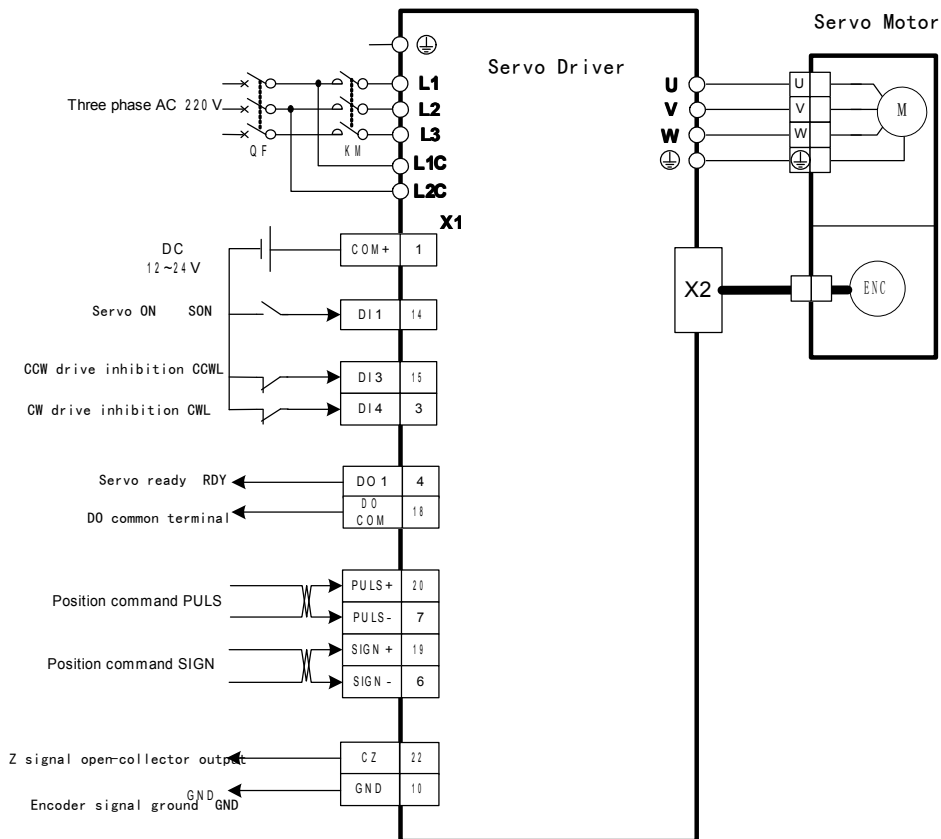 Servo Motor
Servo Driver
L1
Three phase AC 220 V
L2
L3
QF
KM
L1C
L2C
U
V
W
U
V
W
M
X1
DC
12~24V
COM+ 1
Servo ON SON
DI1 14
CCW drive inhibition CCWL
DI3 15
CW drive inhibition CWL
DI4 3
X2
ENC
Servo ready RDY
DO1 4
DO common terminal
DO
COM
18
Position command PULS
PULS+ 20
PULS- 7
Position command SIGN
SIGN + 19
SIGN - 6
Z signal open-collector output
CZ 22
GND
Encoder signal ground GND
GND 10